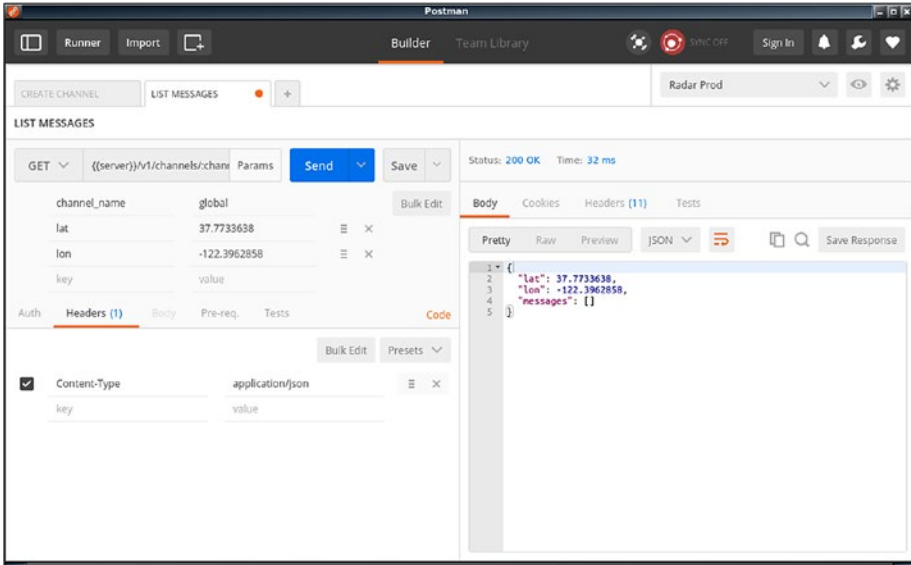 Postman
Runner Import Builder Team Library SYNC OFF Sign In
CREATE CHANNEL LIST MESSAGES + Radar Prod
LIST MESSAGES
GET {{server}}/v1/channels/:chann Params Send Save
channel_name global Bulk Edit
lat 37.7733638
lon -122.3962858
key value
Auth Headers (1) Body Pre-req. Tests Code
Bulk Edit Presets
Content-Type application/json
key value
Status: 200 OK Time: 32 ms
Body Cookies Headers (11) Tests
Pretty Raw Preview JSON Save Response
1 {
2 "lat": 37.7733638,
3 "lon": -122.3962858,
4 "messages": []
5 }